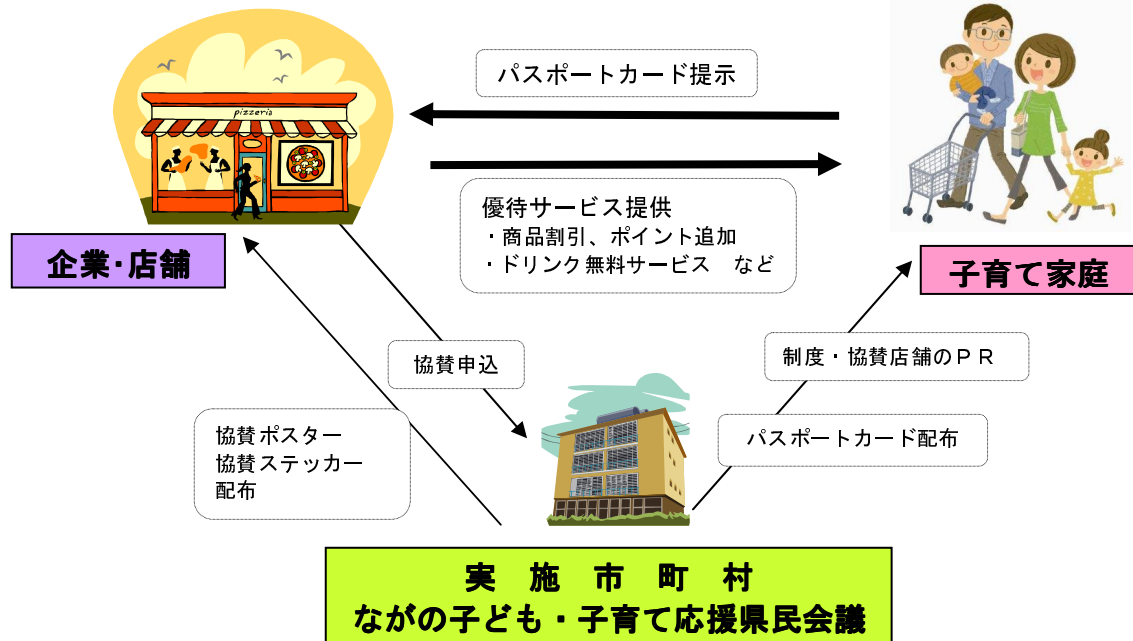 パスポートカード提示
pizzeria
優待サービス提供
・商品割引、ポイント追加
・ドリンク無料サービス　など
企業・店舗
子育て家庭
協賛申込
制度・協賛店舗のＰＲ
協賛ポスター
協賛ステッカー
配布
パスポートカード配布
実　施　市　町　村
ながの子ども・子育て応援県民会議